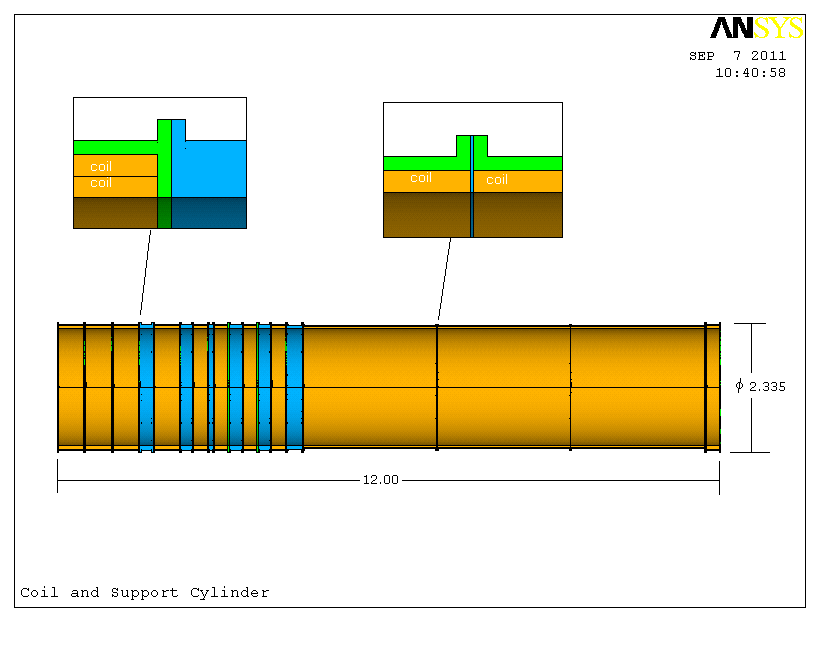 ANSYS
SEP 7 2011
10:40:58
coil
coil
coil coil
ϕ 2.335
12.00
Coil and Support Cylinder